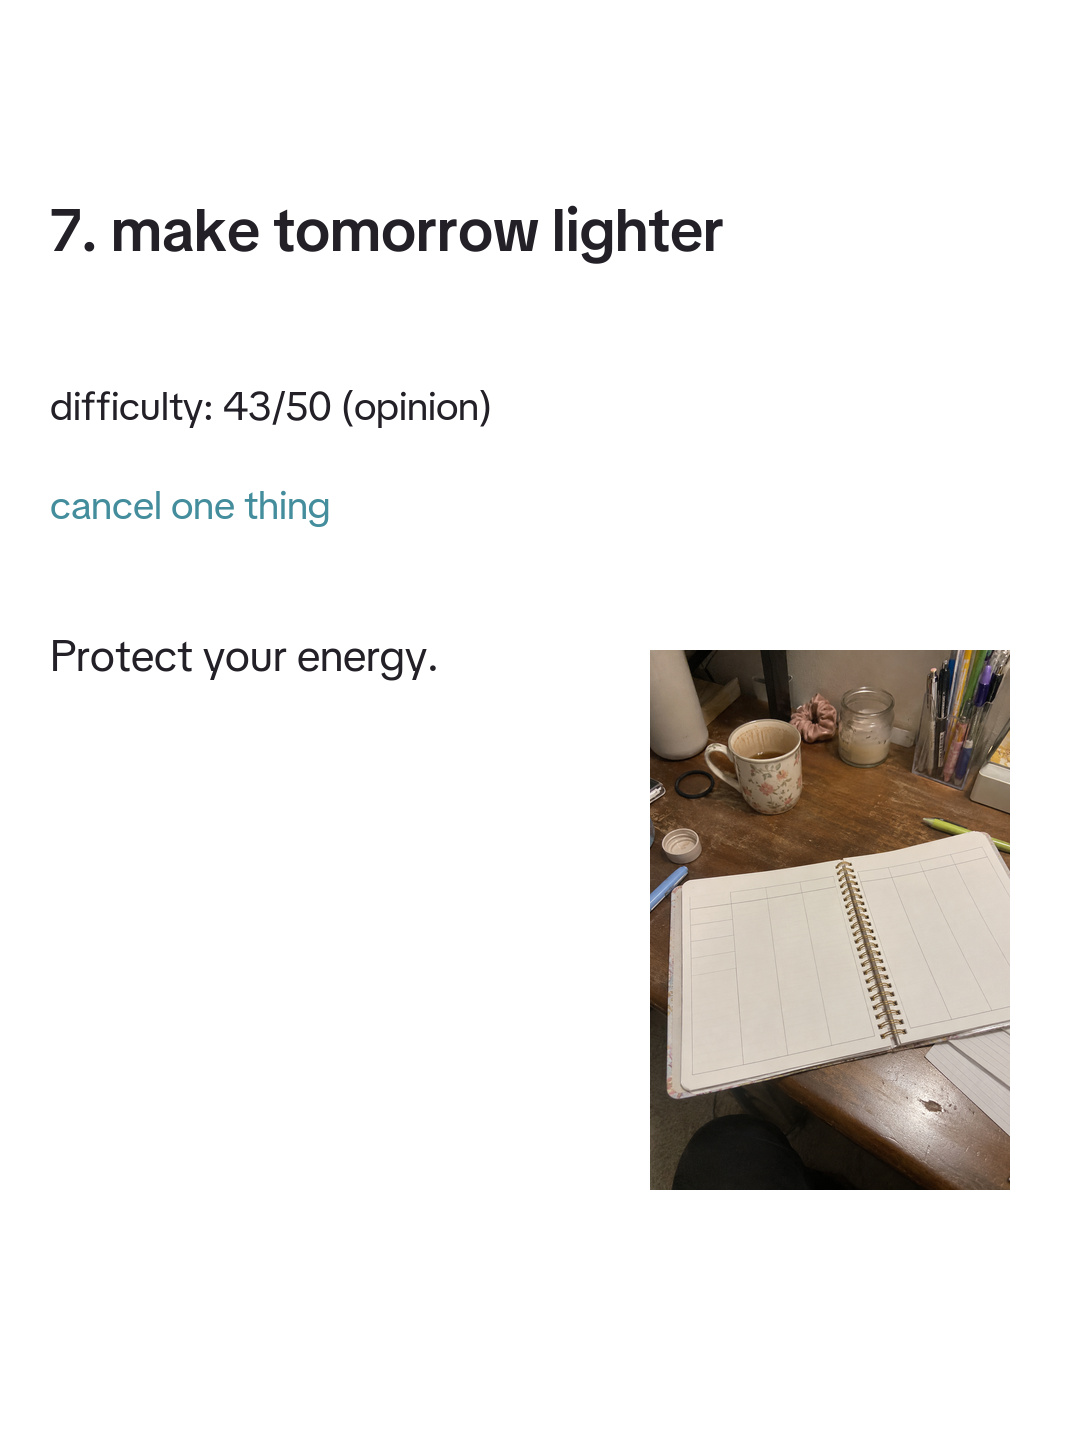 7. make tomorrow lighter
difficulty: 43/50 (opinion)
cancel one thing
Protect your energy.